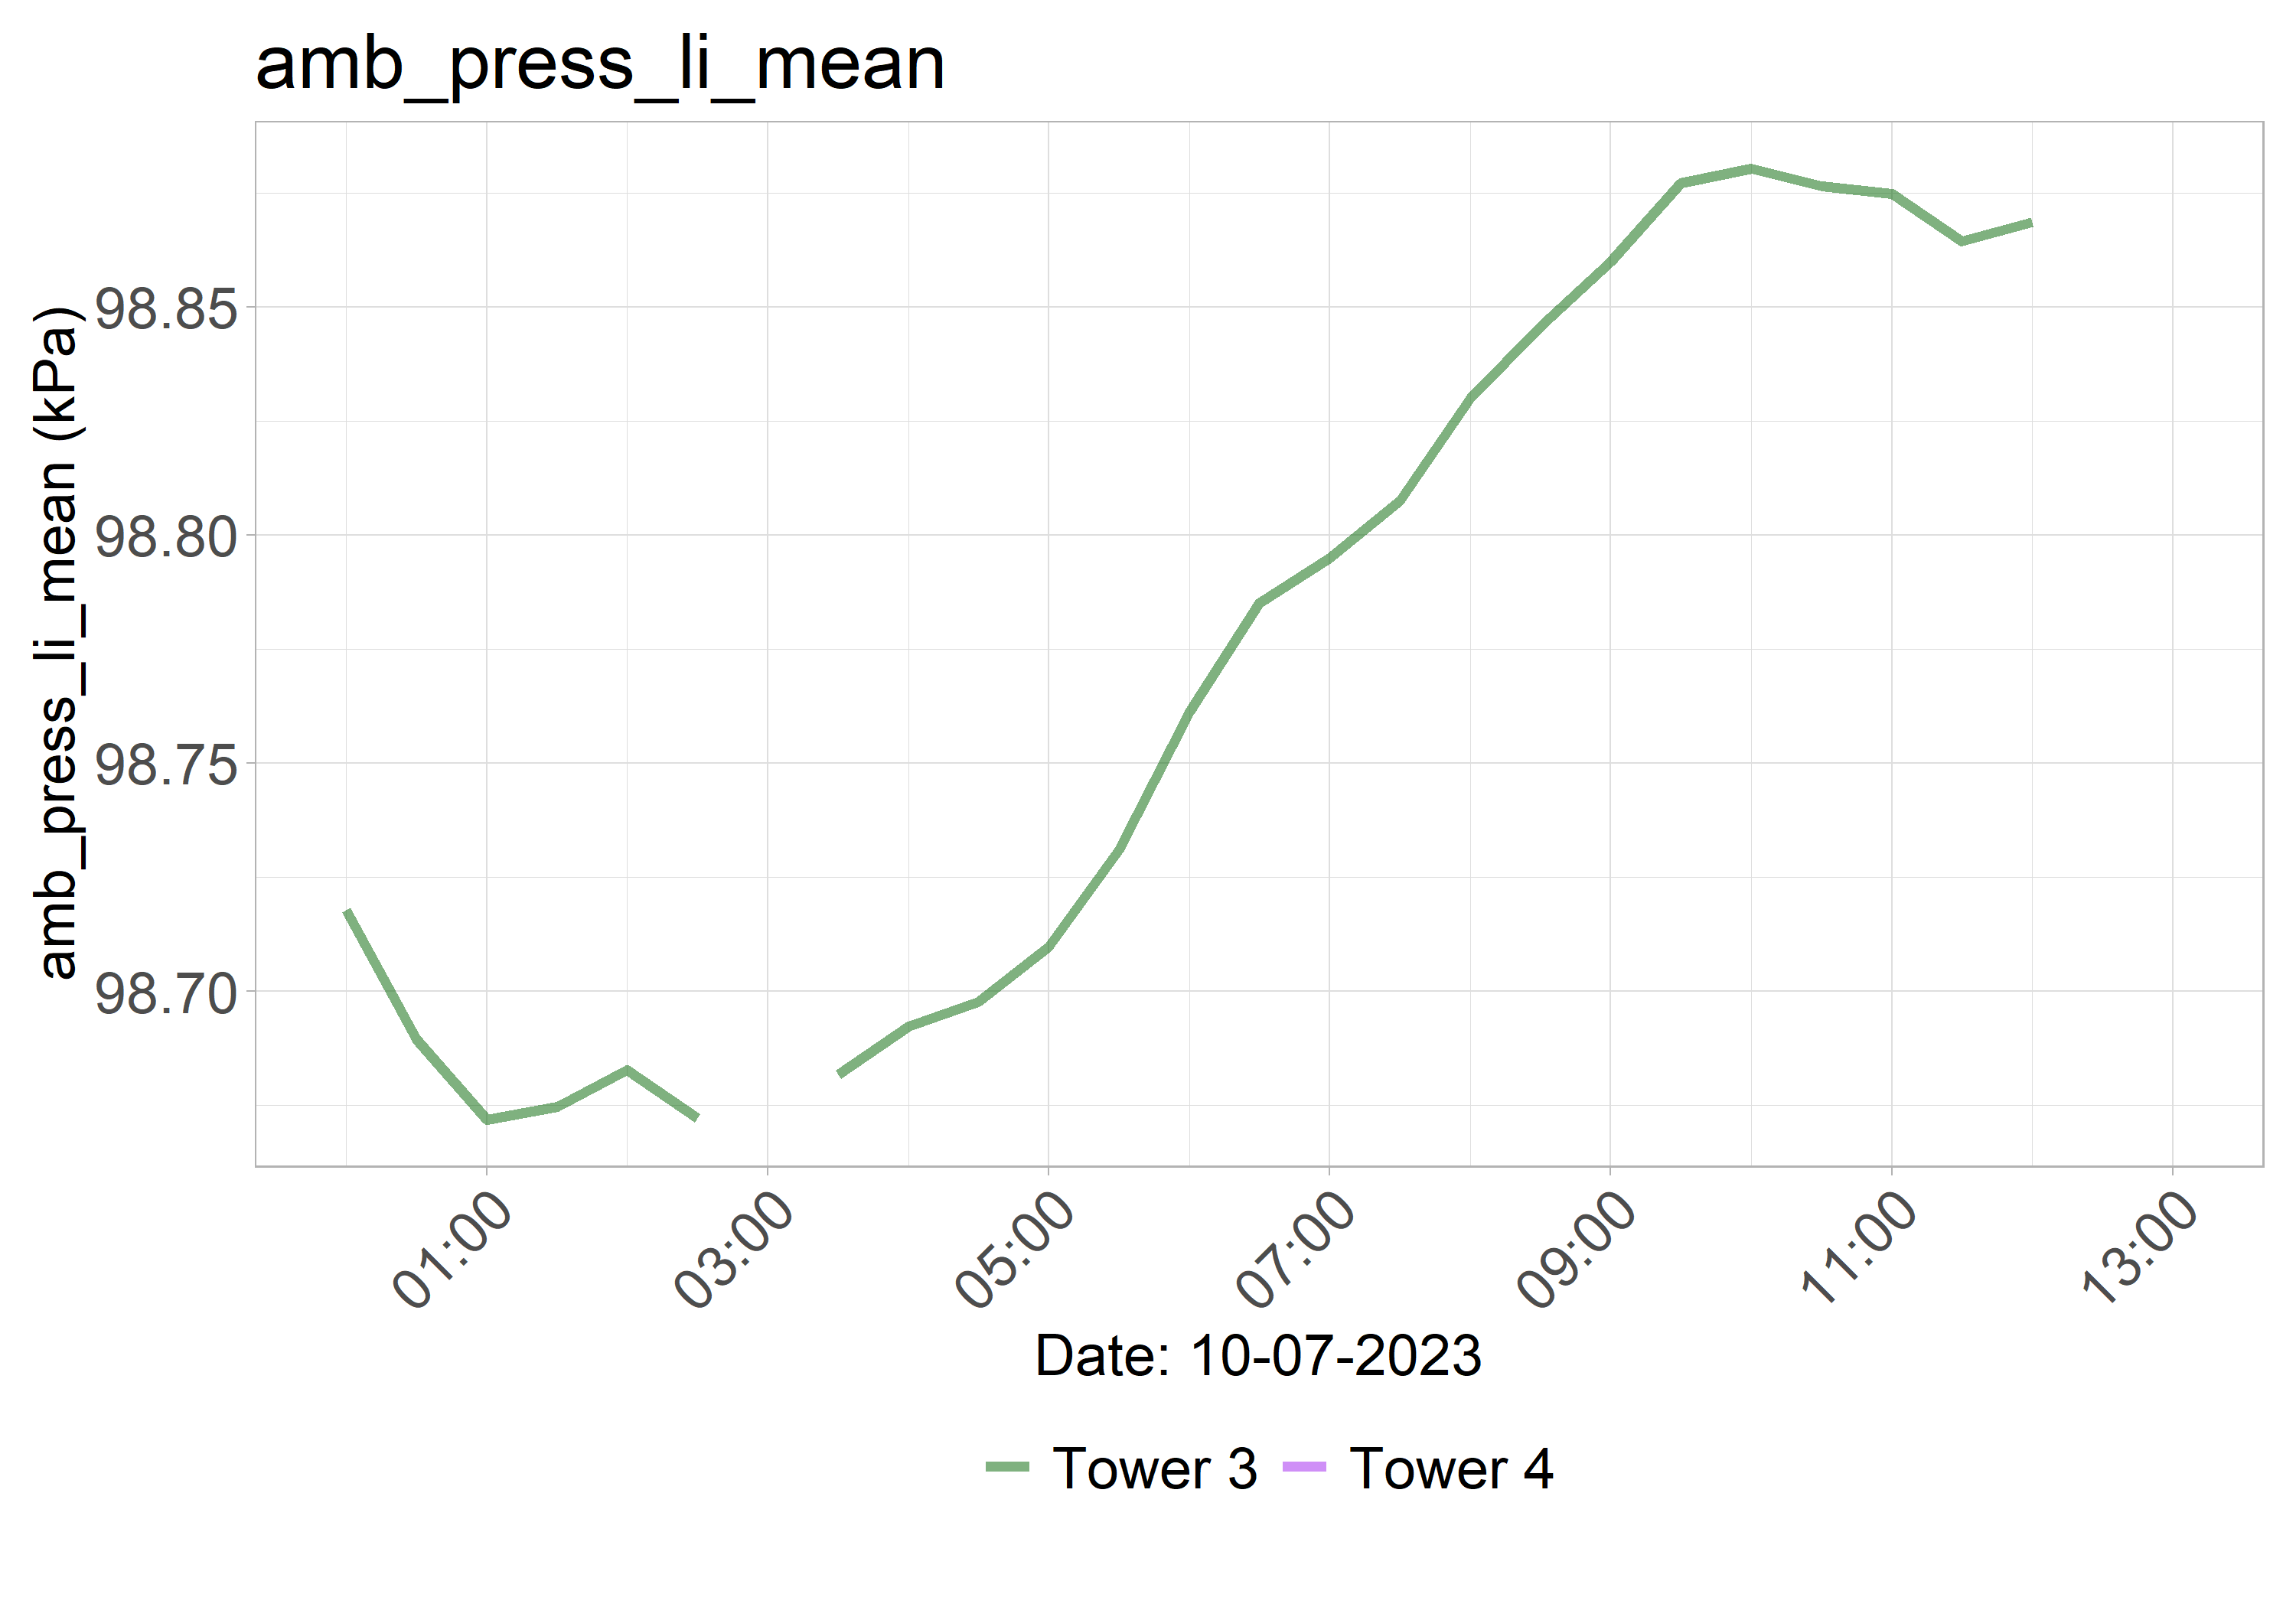 amb_press_li_mean
amb_press_li_mean (kPa)
98.85
98.80
98.75
98.70
01:00
03:00
05:00
07:00
09:00
11:00
13:00
Date: 10-07-2023
Tower 3
Tower 4